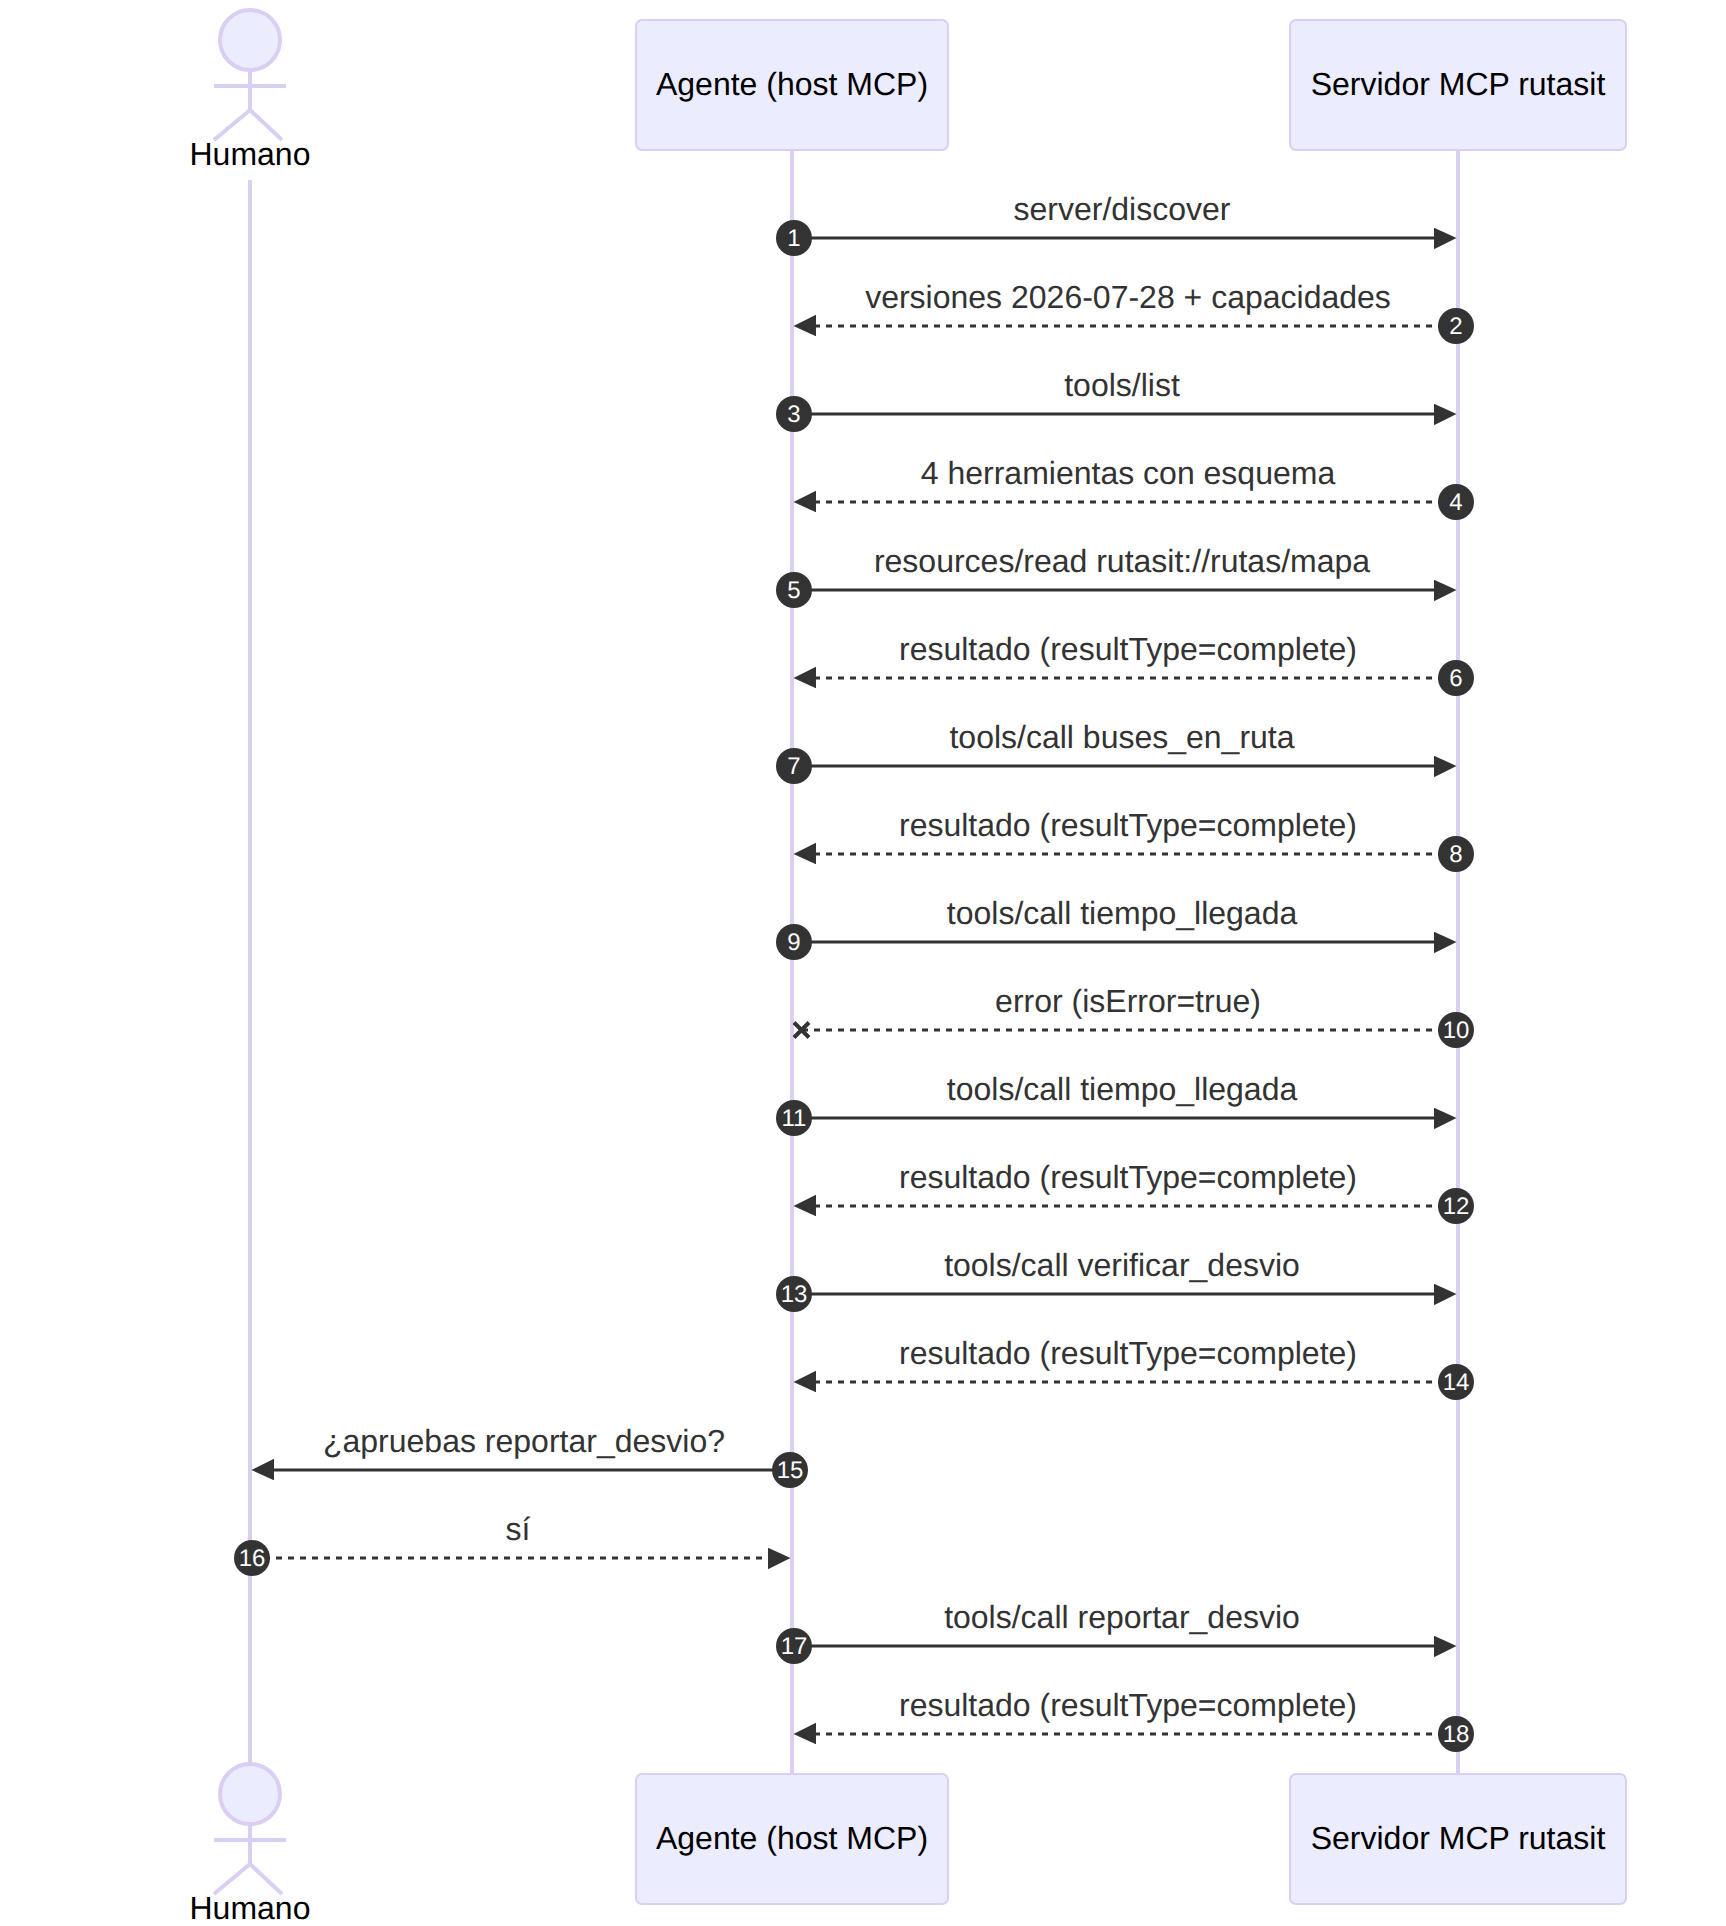 Humano
Agente (host MCP)
Servidor MCP rutasit
server/discover
1
versiones 2026-07-28 + capacidades
2
tools/list
3
4 herramientas con esquema
4
resources/read rutasit://rutas/mapa
5
resultado (resultType=complete)
6
tools/call buses_en_ruta
7
resultado (resultType=complete)
8
tools/call tiempo_llegada
9
error (isError=true)
10
tools/call tiempo_llegada
11
resultado (resultType=complete)
12
tools/call verificar_desvio
13
resultado (resultType=complete)
14
¿apruebas reportar_desvio?
15
sí
16
tools/call reportar_desvio
17
resultado (resultType=complete)
18
Humano
Agente (host MCP)
Servidor MCP rutasit